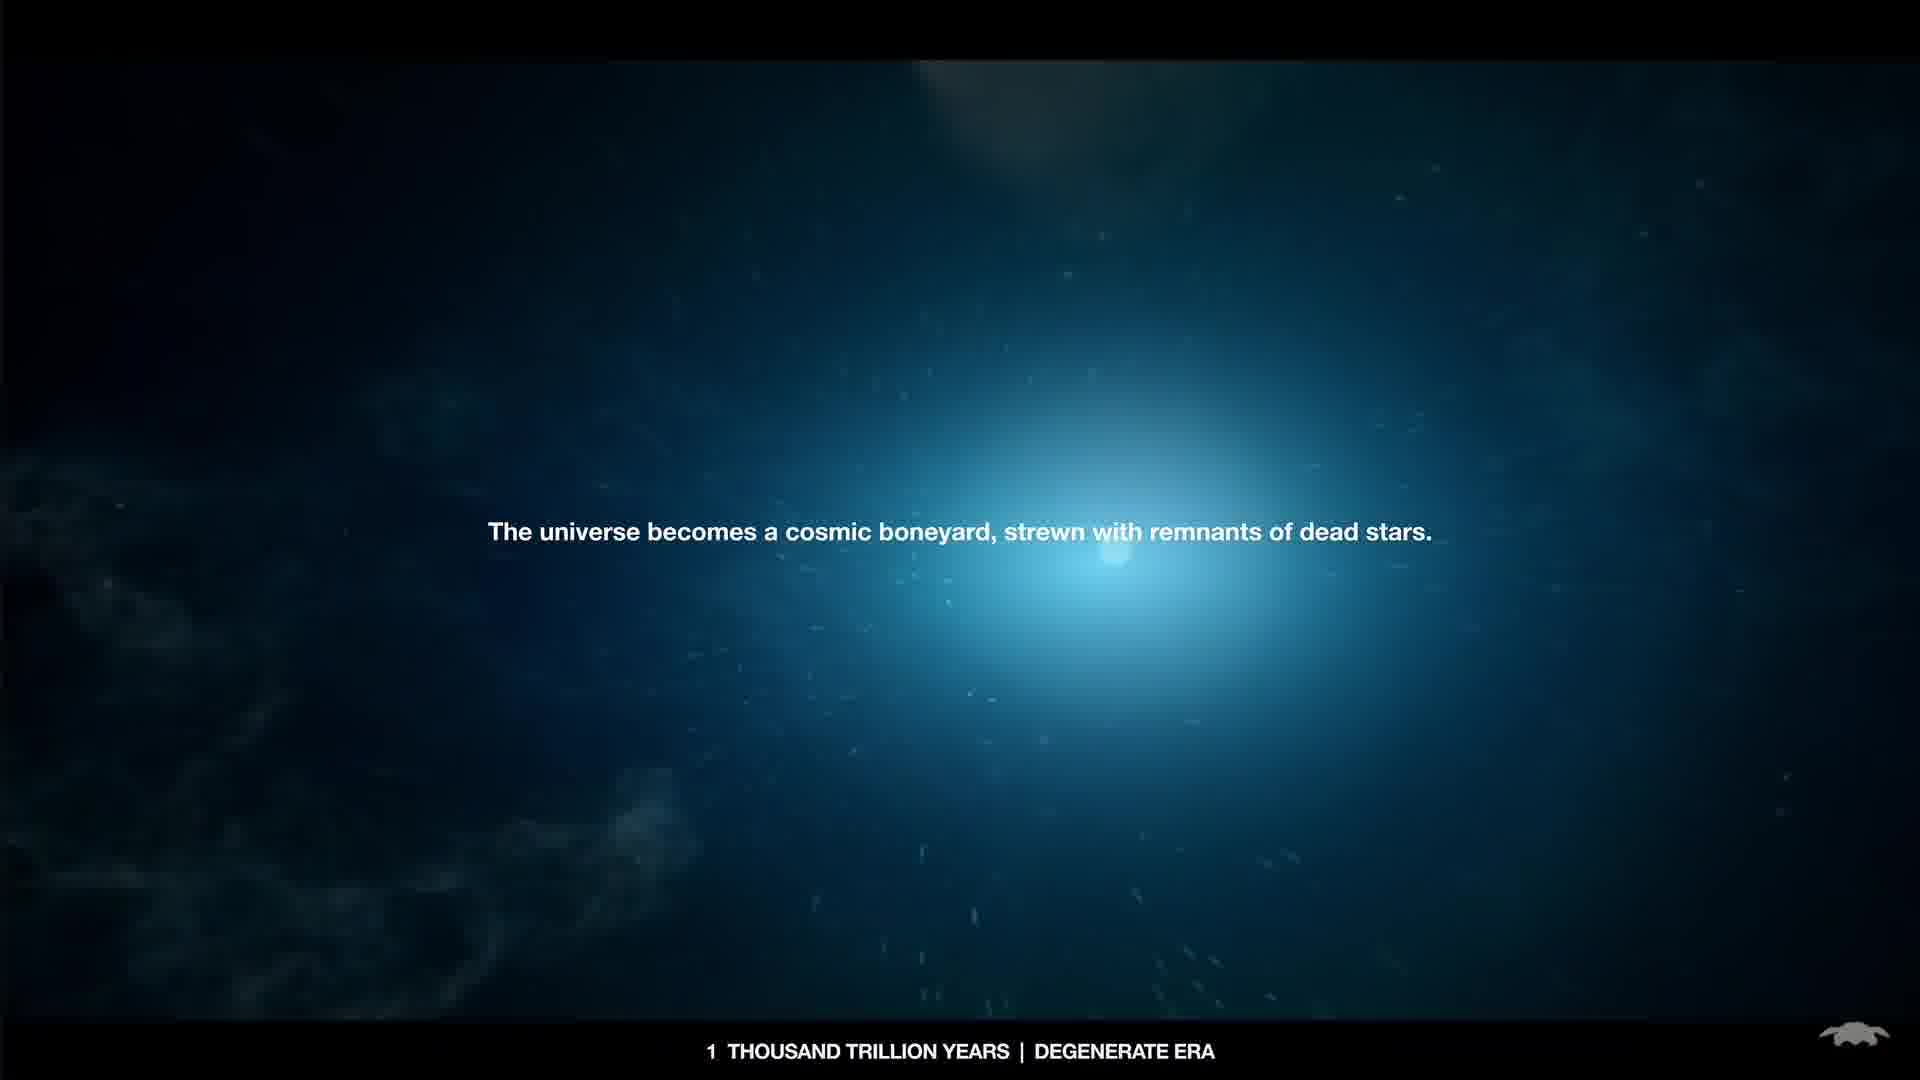 The universe becomes a cosmic boneyard, strewn with remnants of dead stars.
1 THOUSAND TRILLION YEARS | DEGENERATE ERA